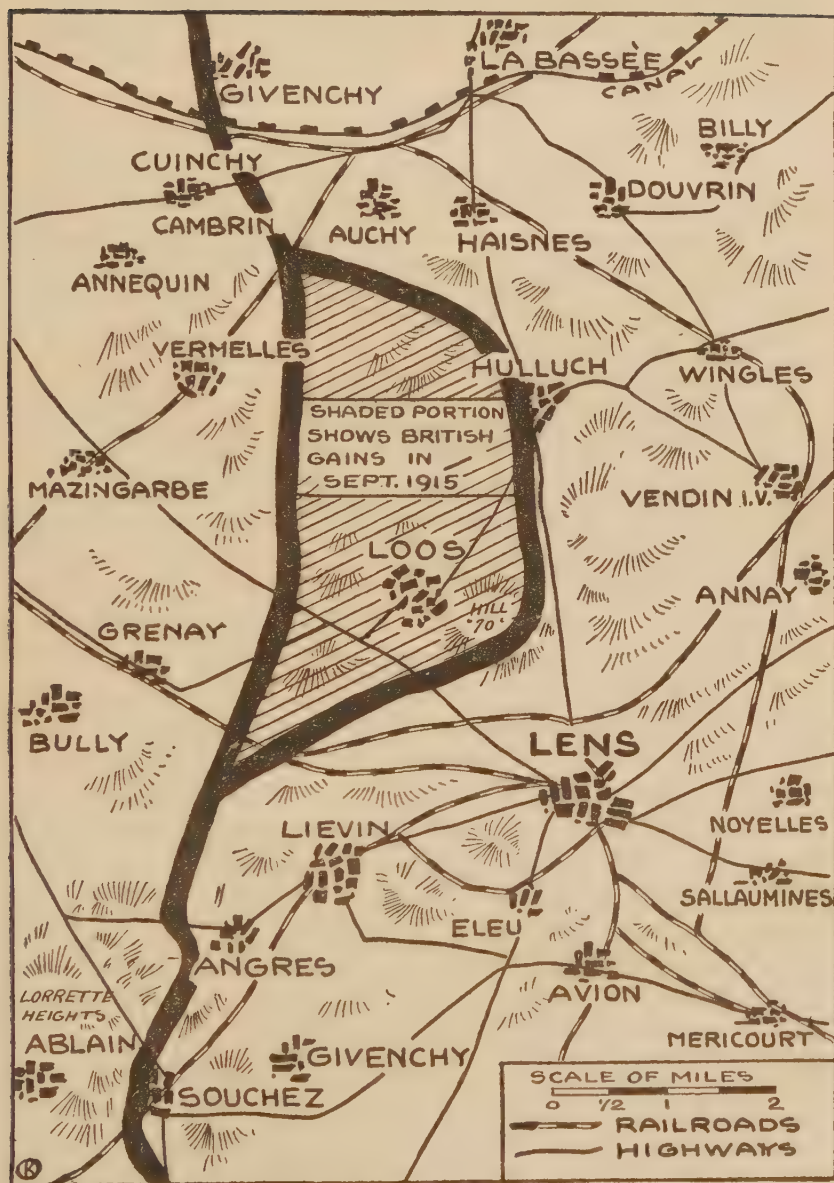 LA BASSÉE
GIVENCHY
CANAL
BILLY
CUINCHY
DOUVRIN
CAMBRIN
AUCHY
HAISNES
ANNEQUIN
VERMELLES
HULLUCH
WINGLES
SHADED PORTION
SHOWS BRITISH
GAINS IN
SEPT. 1915
MAZINGARBE
VENDIN I.V.
LOOS
ANNAY
HILL
"70"
GRENAY
BULLY
LENS
LIEVIN
NOYELLES
SALLAUMINES
ELEU
ANGRES
AVION
LORRETTE
HEIGHTS
ABLAIN
GIVENCHY
MERICOURT
SOUCHEZ
SCALE OF MILES
0 1/2 1 2
RAILROADS
HIGHWAYS
K